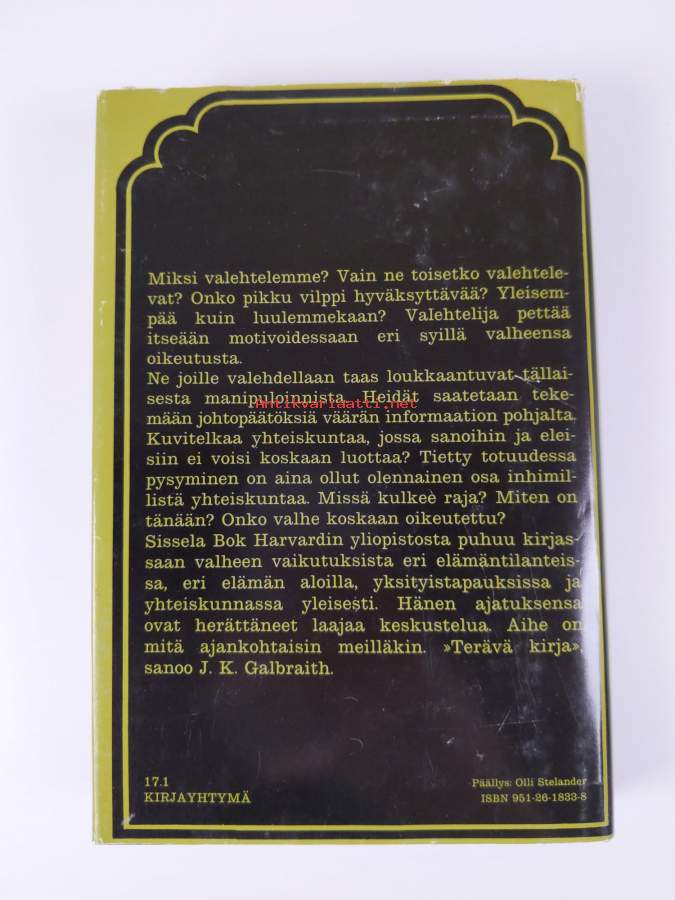 Miksi valehtelemme? Vain ne toisetko valehtele-
vat? Onko pikku vilppi hyväksyttävää? Yleisem-
pää kuin luulemmekaan? Valehtelija pettää
itseään motivoidessaan eri syillä valheensa
oikeutusta.
Ne joille valehdellaan taas loukkaantuvat tällai-
sesta manipuloinnista. Heidät saatetaan teke-
Antikvariaatti.net
mään johtopäätöksiä väärän informaation pohjalta.
Kuvitelkaa yhteiskuntaa, jossa sanoihin ja elei-
siin ei voisi koskaan luottaa? Tietty totuudessa
pysyminen on aina ollut olennainen osa inhimil-
listä yhteiskuntaa. Missä kulkee raja? Miten on
tänään? Onko valhe koskaan oikeutettu?
Sissela Bok Harvardin yliopistosta puhuu kirjas-
saan valheen vaikutuksista eri elämäntilanteis-
sa, eri elämän aloilla, yksityistapauksissa ja
yhteiskunnassa yleisesti. Hänen ajatuksensa
ovat herättäneet laajaa keskustelua. Aihe on
mitä ajankohtaisin meilläkin. »Terävä kirja»,
sanoo J. K. Galbraith.
17.1
KIRJAYHTYMÄ
Päällys: Olli Stelander
ISBN 951-26-1833-8